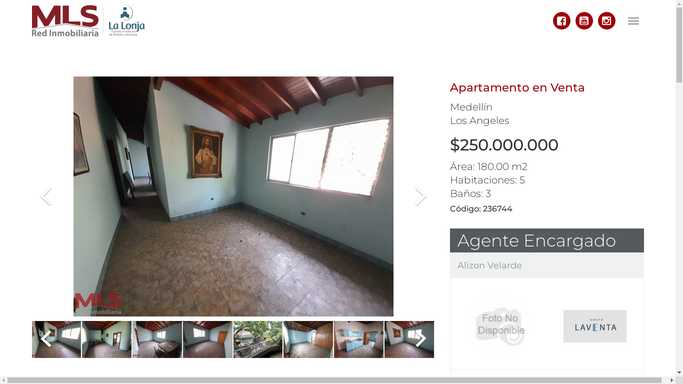 MLS
Red Inmobiliaria
La Lonja
Apartamento en Venta
Medellín
Los Angeles
$250.000.000
Área: 180.00 m2
Habitaciones: 5
Baños: 3
Código: 236744
Agente Encargado
Alizon Velarde
Foto No
Disponible
LAVENTA
MLS